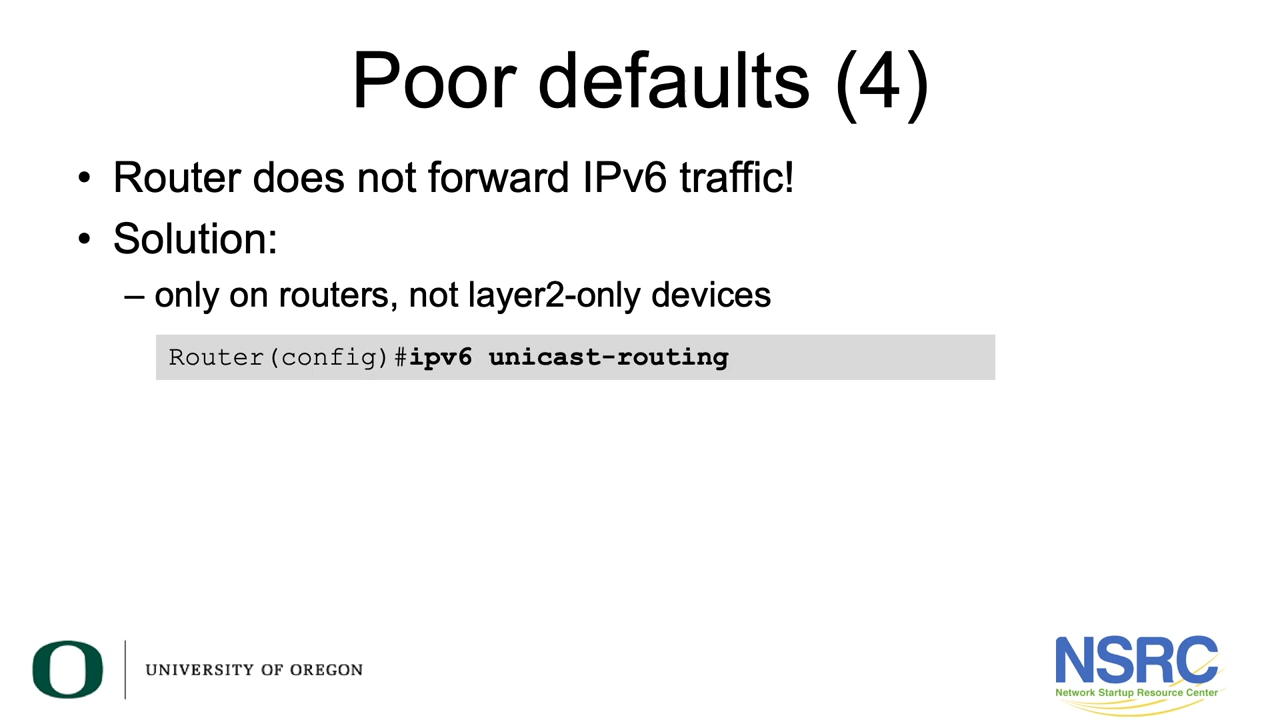 Poor defaults (4)
• Router does not forward IPv6 traffic!
• Solution:
– only on routers, not layer2-only devices
Router(config)#ipv6 unicast-routing
O
UNIVERSITY OF OREGON
NSRC
Network Startup Resource Center